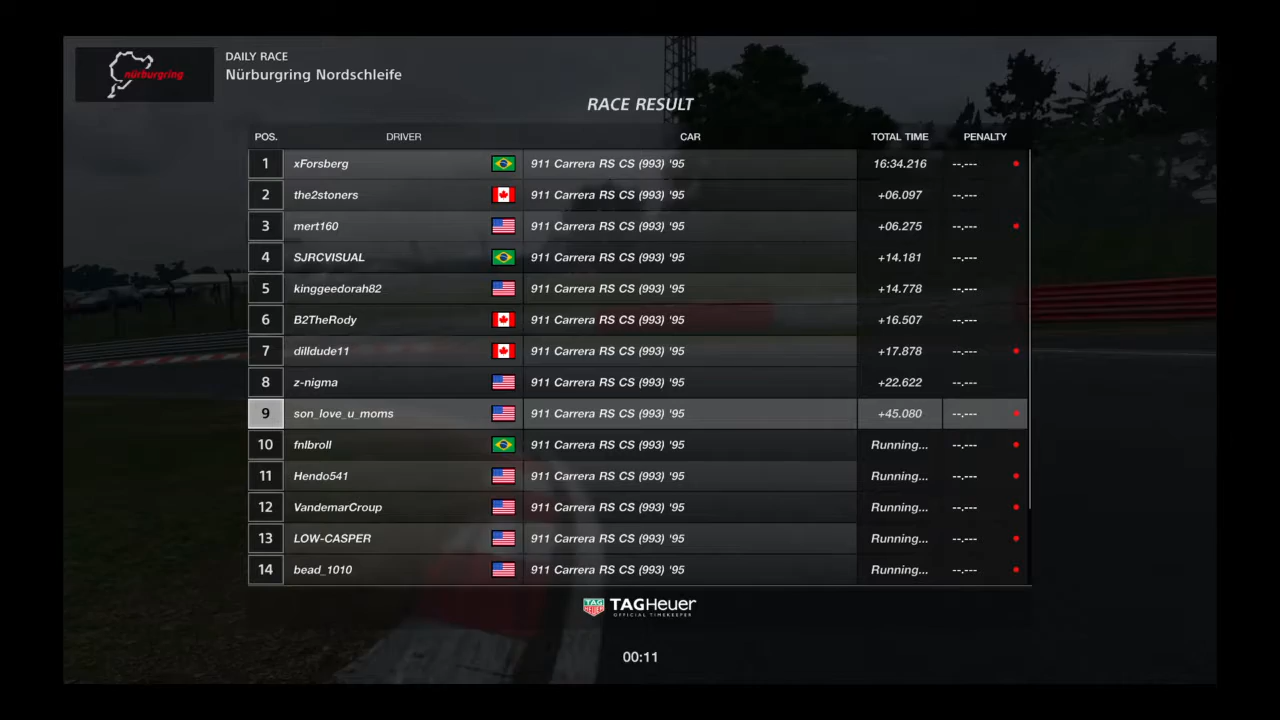 nürburgring
DAILY RACE
Nürburgring Nordschleife
RACE RESULT
POS. DRIVER CAR TOTAL TIME PENALTY
1 xForsberg 911 Carrera RS CS (993) '95 16:34.216 --.---
2 the2stoners 911 Carrera RS CS (993) '95 +06.097 --.---
3 mert160 911 Carrera RS CS (993) '95 +06.275 --.---
4 SJRCVISUAL 911 Carrera RS CS (993) '95 +14.181 --.---
5 kinggeedorah82 911 Carrera RS CS (993) '95 +14.778 --.---
6 B2TheRody 911 Carrera RS CS (993) '95 +16.507 --.---
7 dilldude11 911 Carrera RS CS (993) '95 +17.878 --.---
8 z-nigma 911 Carrera RS CS (993) '95 +22.622 --.---
9 son_love_u_moms 911 Carrera RS CS (993) '95 +45.080 --.---
10 fnlbroll 911 Carrera RS CS (993) '95 Running... --.---
11 Hendo541 911 Carrera RS CS (993) '95 Running... --.---
12 VandemarCroup 911 Carrera RS CS (993) '95 Running... --.---
13 LOW-CASPER 911 Carrera RS CS (993) '95 Running... --.---
14 bead_1010 911 Carrera RS CS (993) '95 Running... --.---
TAG HEUER TAGHeuer
OFFICIAL TIMEKEEPER
00:11